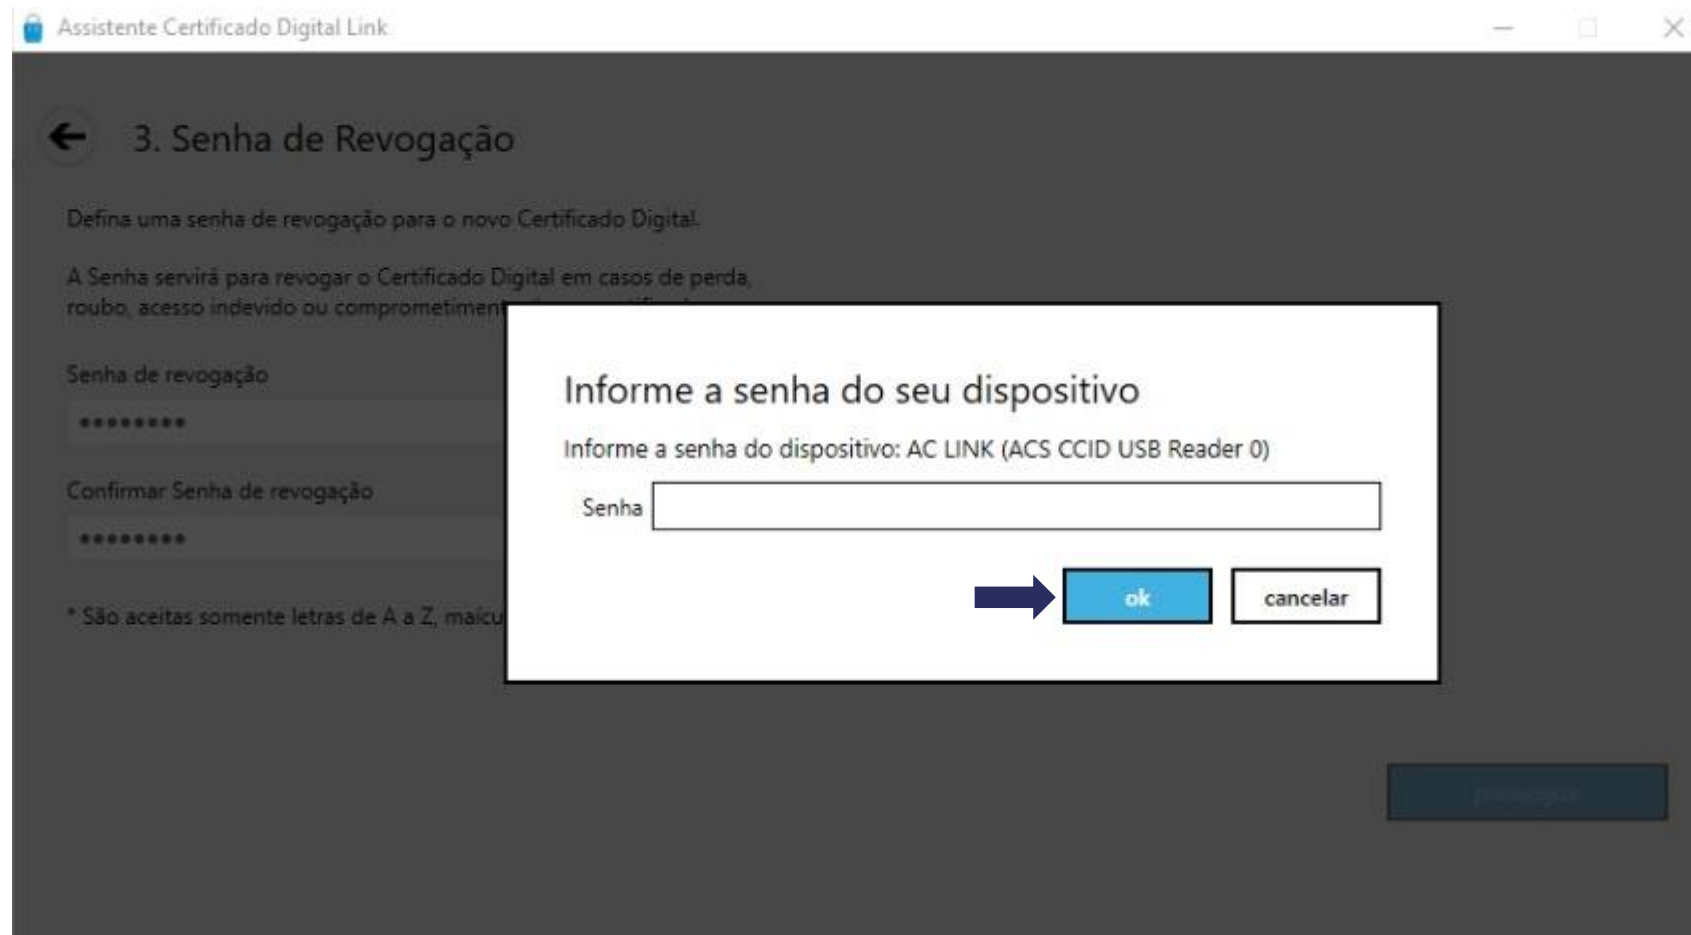 Assistente Certificado Digital Link
3. Senha de Revogação
Defina uma senha de revogação para o novo Certificado Digital.
A Senha servirá para revogar o Certificado Digital em casos de perda,
roubo, acesso indevido ou
Senha de revogação
••••••••
Confirmar Senha de revogação
••••••••
* São aceitas somente letras de A a Z,
Informe a senha do seu dispositivo
Informe a senha do dispositivo: AC LINK (ACS CCID USB Reader 0)
Senha
ok
cancelar